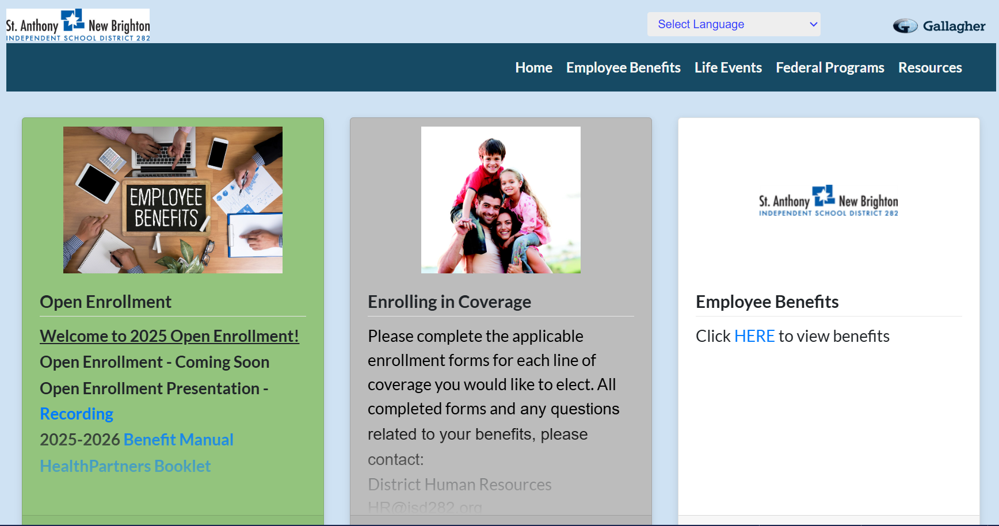 St. Anthony New Brighton
INDEPENDENT SCHOOL DISTRICT 282
Select Language
Gallagher
Home Employee Benefits Life Events Federal Programs Resources
EMPLOYEE
BENEFITS
Open Enrollment
Welcome to 2025 Open Enrollment!
Open Enrollment - Coming Soon
Open Enrollment Presentation -
Recording
2025-2026 Benefit Manual
HealthPartners Booklet
Enrolling in Coverage
Please complete the applicable
enrollment forms for each line of
coverage you would like to elect. All
completed forms and any questions
related to your benefits, please
contact:
District Human Resources
HR@isd282.org
St. Anthony New Brighton
INDEPENDENT SCHOOL DISTRICT 282
Employee Benefits
Click HERE to view benefits